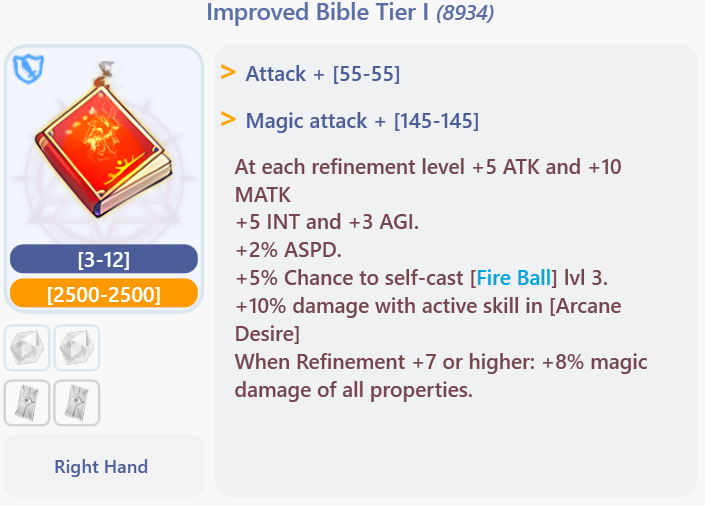 Improved Bible Tier I (8934)
> Attack + [55-55]
> Magic attack + [145-145]
At each refinement level +5 ATK and +10
MATK
+5 INT and +3 AGI.
+2% ASPD.
+5% Chance to self-cast [Fire Ball] lvl 3.
+10% damage with active skill in [Arcane
Desire]
When Refinement +7 or higher: +8% magic
damage of all properties.
[3-12]
[2500-2500]
Right Hand